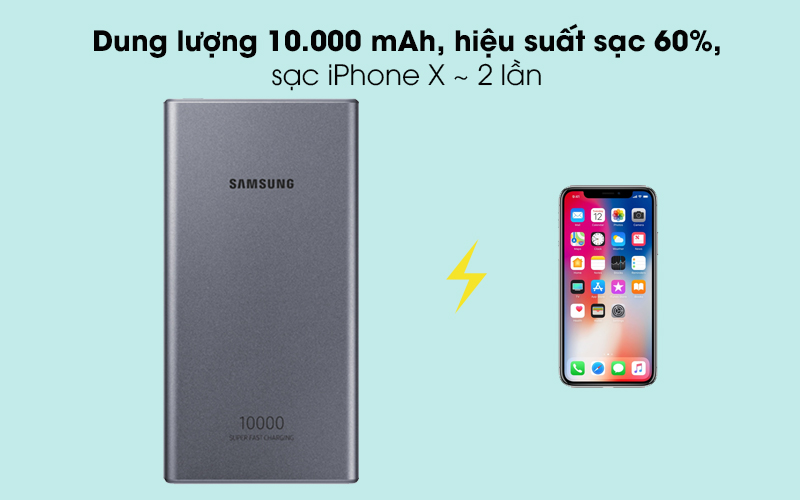 Dung lượng 10.000 mAh, hiệu suất sạc 60%,
sạc iPhone X ~ 2 lần
SAMSUNG
10000
SUPER FAST CHARGING